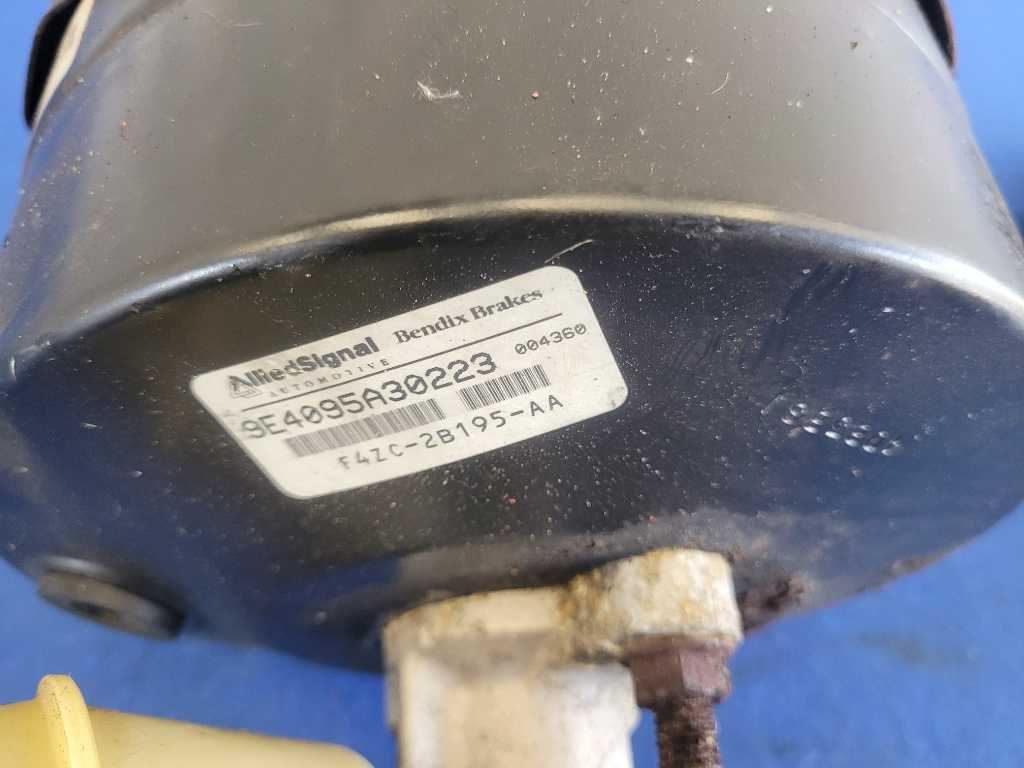 AlliedSignal Bendix Brakes
AUTOMOTIVE
9E4095A30223 004360
F4ZC-2B195-AA